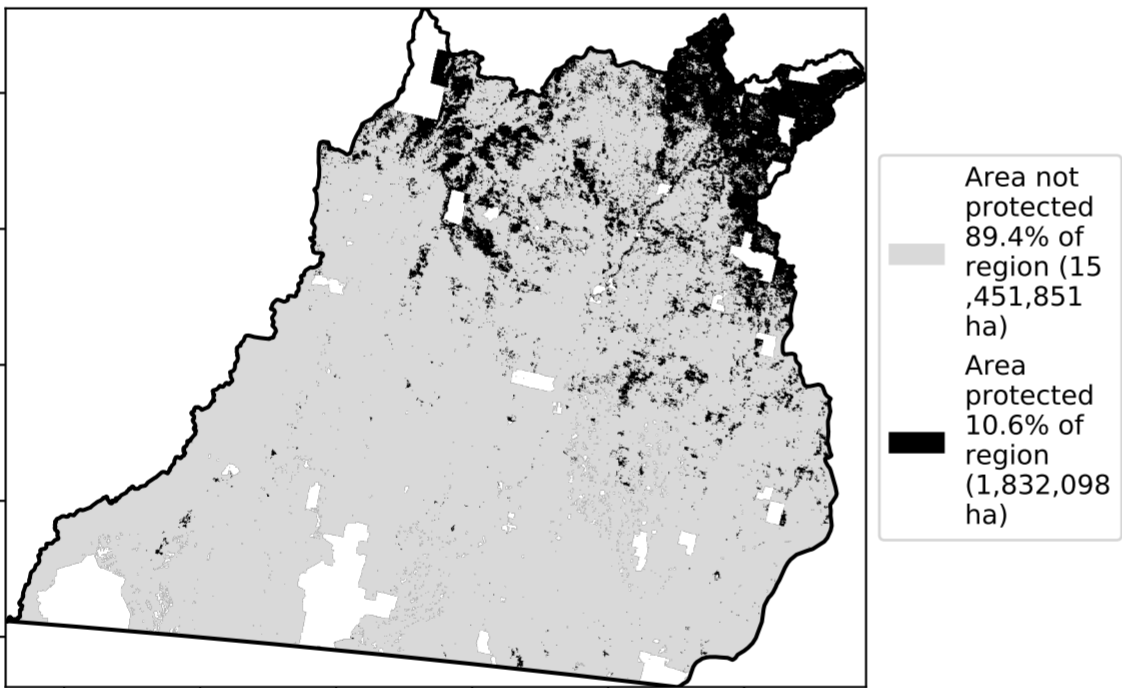 Area not
protected
89.4% of
region (15
,451,851
ha)
Area
protected
10.6% of
region
(1,832,098
ha)